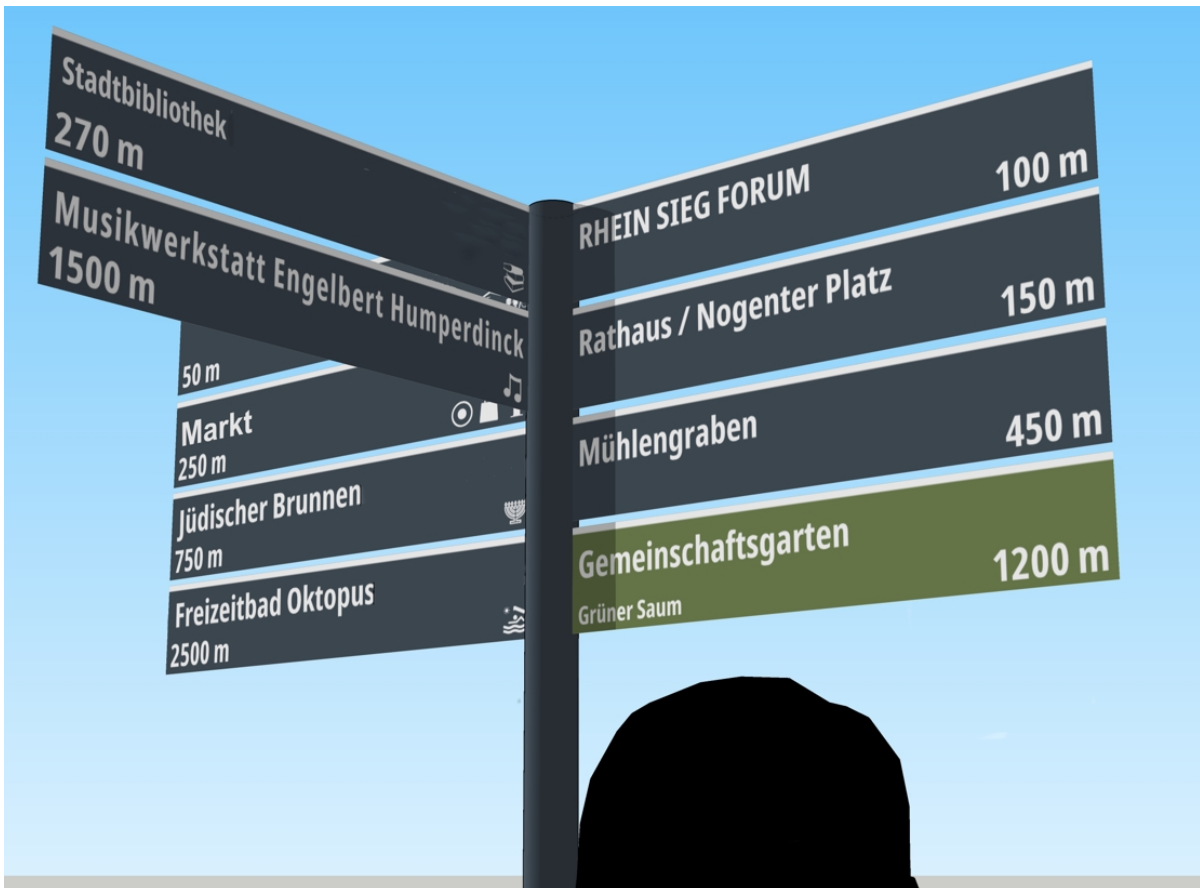 Stadtbibliothek
270 m
Musikwerkstatt Engelbert Humperdinck
1500 m
50 m
Markt
250 m
Jüdischer Brunnen
750 m
Freizeitbad Oktopus
2500 m
RHEIN SIEG FORUM
100 m
Rathaus / Nogenter Platz
150 m
Mühlengraben
450 m
Gemeinschaftsgarten
1200 m
Grüner Saum